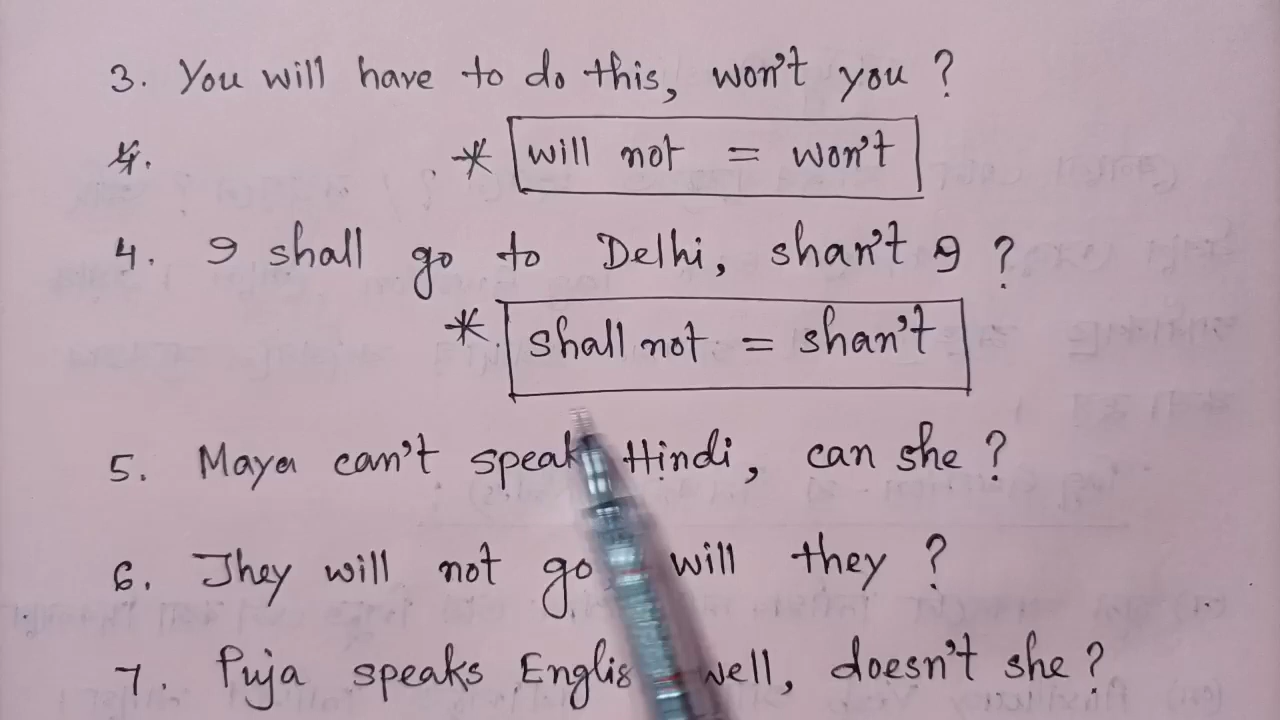 3. You will have to do this, won't you ?
4. * will not = won't
4. I shall go to Delhi, shan't I ?
* shall not = shan't
5. Maya can't speak Hindi, can she ?
6. They will not go, will they ?
7. Puja speaks Englis well, doesn't she ?